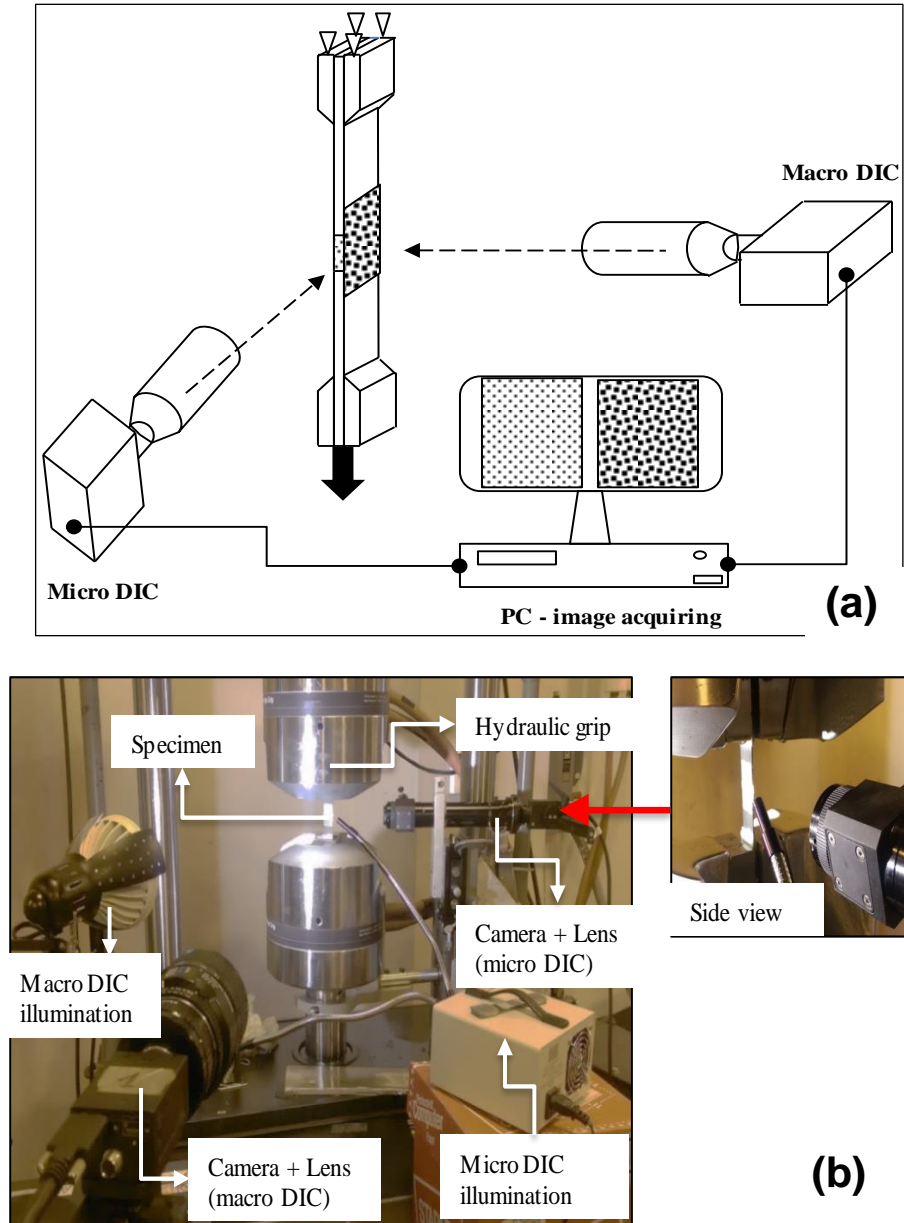 Macro DIC
Micro DIC
PC - image acquiring
(a)
Specimen
Hydraulic grip
Camera + Lens
(micro DIC)
Side view
Macro DIC
illumination
Camera + Lens
(macro DIC)
Micro DIC
illumination
Computer
(b)